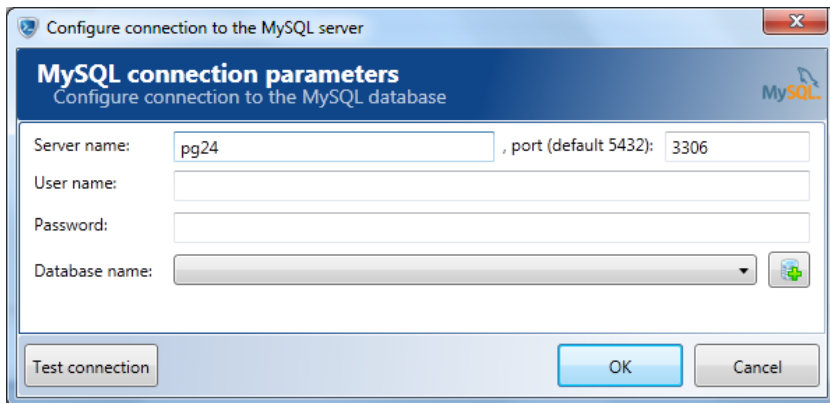 Configure connection to the MySQL server
MySQL connection parameters
Configure connection to the MySQL database
MySQL
Server name: pg24 , port (default 5432): 3306
User name:
Password:
Database name:
Test connection OK Cancel